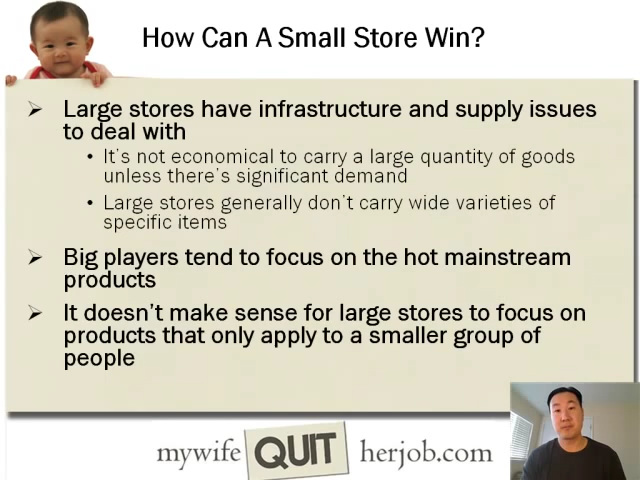 How Can A Small Store Win?
Large stores have infrastructure and supply issues
to deal with
It's not economical to carry a large quantity of goods
unless there's significant demand
Large stores generally don't carry wide varieties of
specific items
Big players tend to focus on the hot mainstream
products
It doesn't make sense for large stores to focus on
products that only apply to a smaller group of
people
mywife QUIT herjob.com